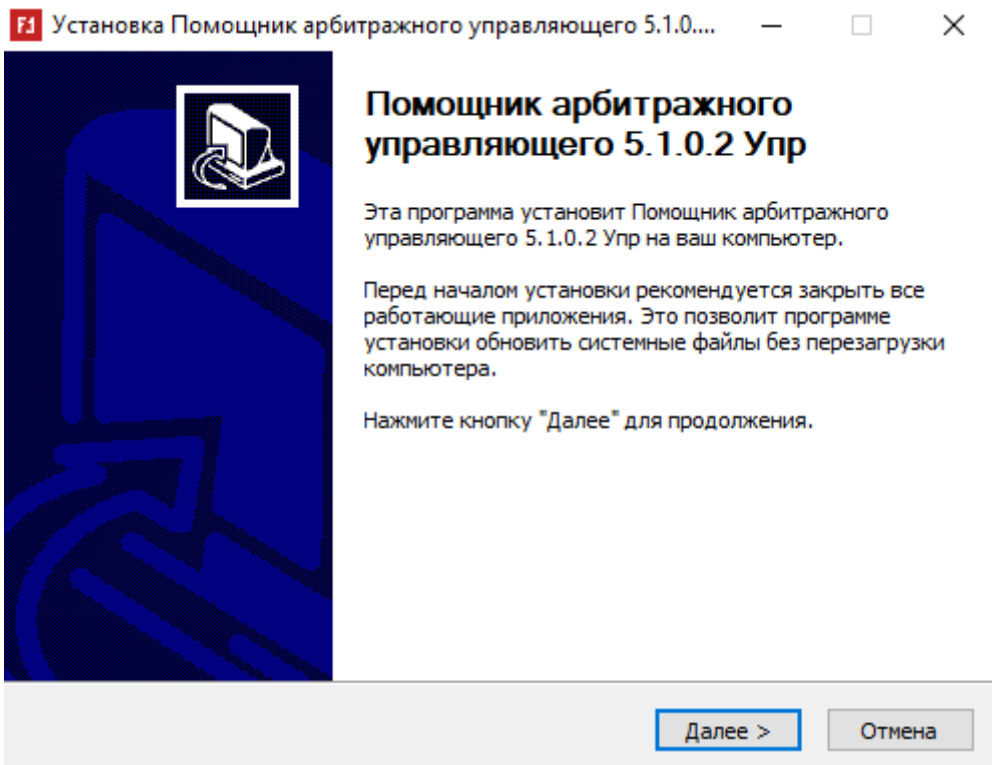 F1 Установка Помощник арбитражного управляющего 5.1.0....
Помощник арбитражного
управляющего 5.1.0.2 Упр
Эта программа установит Помощник арбитражного
управляющего 5.1.0.2 Упр на ваш компьютер.
Перед началом установки рекомендуется закрыть все
работающие приложения. Это позволит программе
установки обновить системные файлы без перезагрузки
компьютера.
Нажмите кнопку "Далее" для продолжения.
Далее >
Отмена